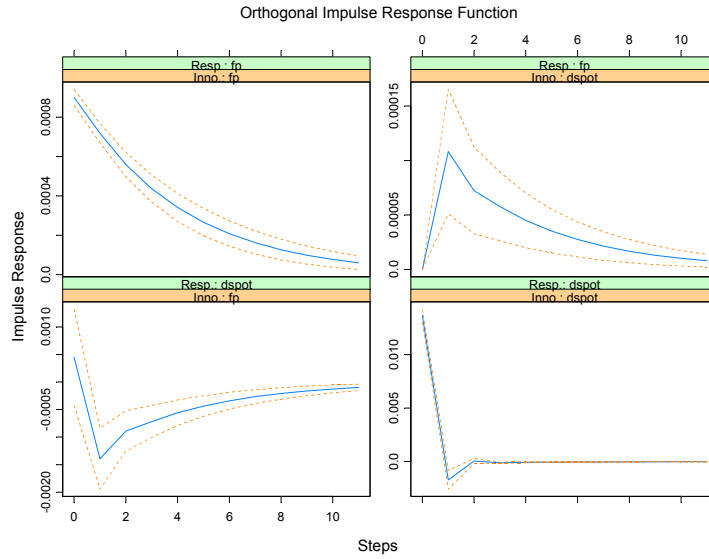 Orthogonal Impulse Response Function
0 2 4 6 8 10
Resp.: fp
Inno.: fp
Resp.: fp
Inno.: dspot
0.0008
0.0004
0.0
0.00015
0.00005
0.0
Impulse Response
Resp.: dspot
Inno.: fp
Resp.: dspot
Inno.: dspot
0.0010
-0.0005
-0.0020
0.010
0.005
0.0
0 2 4 6 8 10
Steps